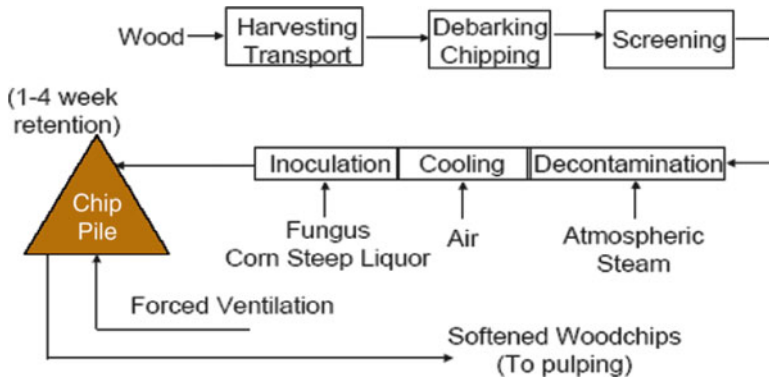 Wood
Harvesting
Transport
Debarking
Chipping
Screening
(1-4 week
retention)
Chip
Pile
Inoculation
Cooling
Decontamination
Fungus
Corn Steep Liquor
Air
Atmospheric
Steam
Forced Ventilation
Softened Woodchips
(To pulping)